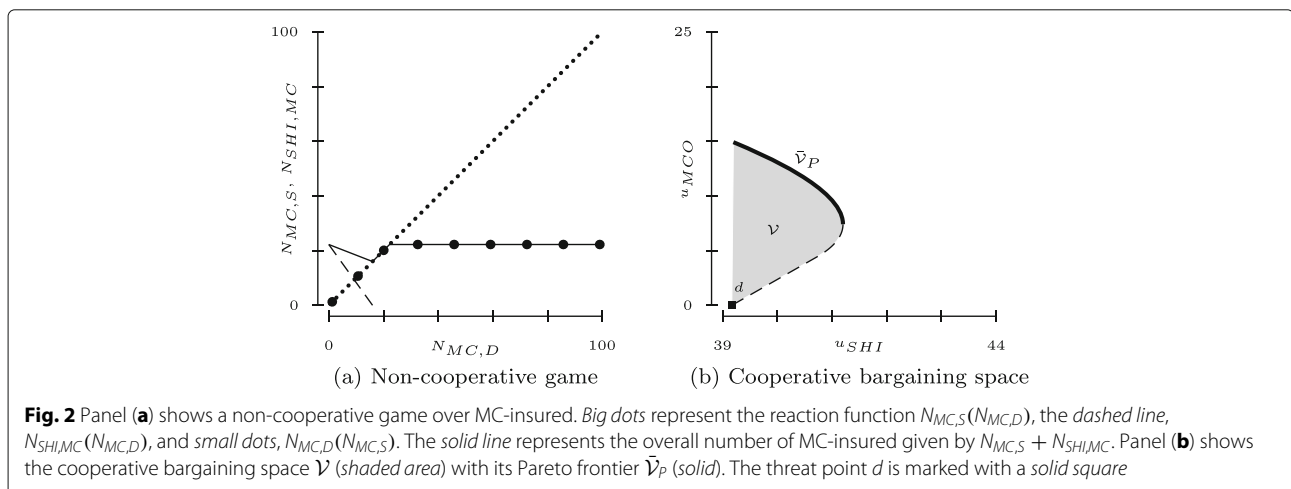 100
N_{MC,S}, N_{SHI,MC}
0
0
N_{MC,D}
100
(a) Non-cooperative game
25
u_{MCO}
0
\bar{\mathcal{V}}_P
\mathcal{V}
d
39
u_{SHI}
44
(b) Cooperative bargaining space
Fig. 2 Panel (a) shows a non-cooperative game over MC-insured. Big dots represent the reaction function N_{MC,S}(N_{MC,D}), the dashed line,
N_{SHI,MC}(N_{MC,D}), and small dots, N_{MC,D}(N_{MC,S}). The solid line represents the overall number of MC-insured given by N_{MC,S} + N_{SHI,MC}. Panel (b) shows
the cooperative bargaining space \mathcal{V} (shaded area) with its Pareto frontier \bar{\mathcal{V}}_P (solid). The threat point d is marked with a solid square